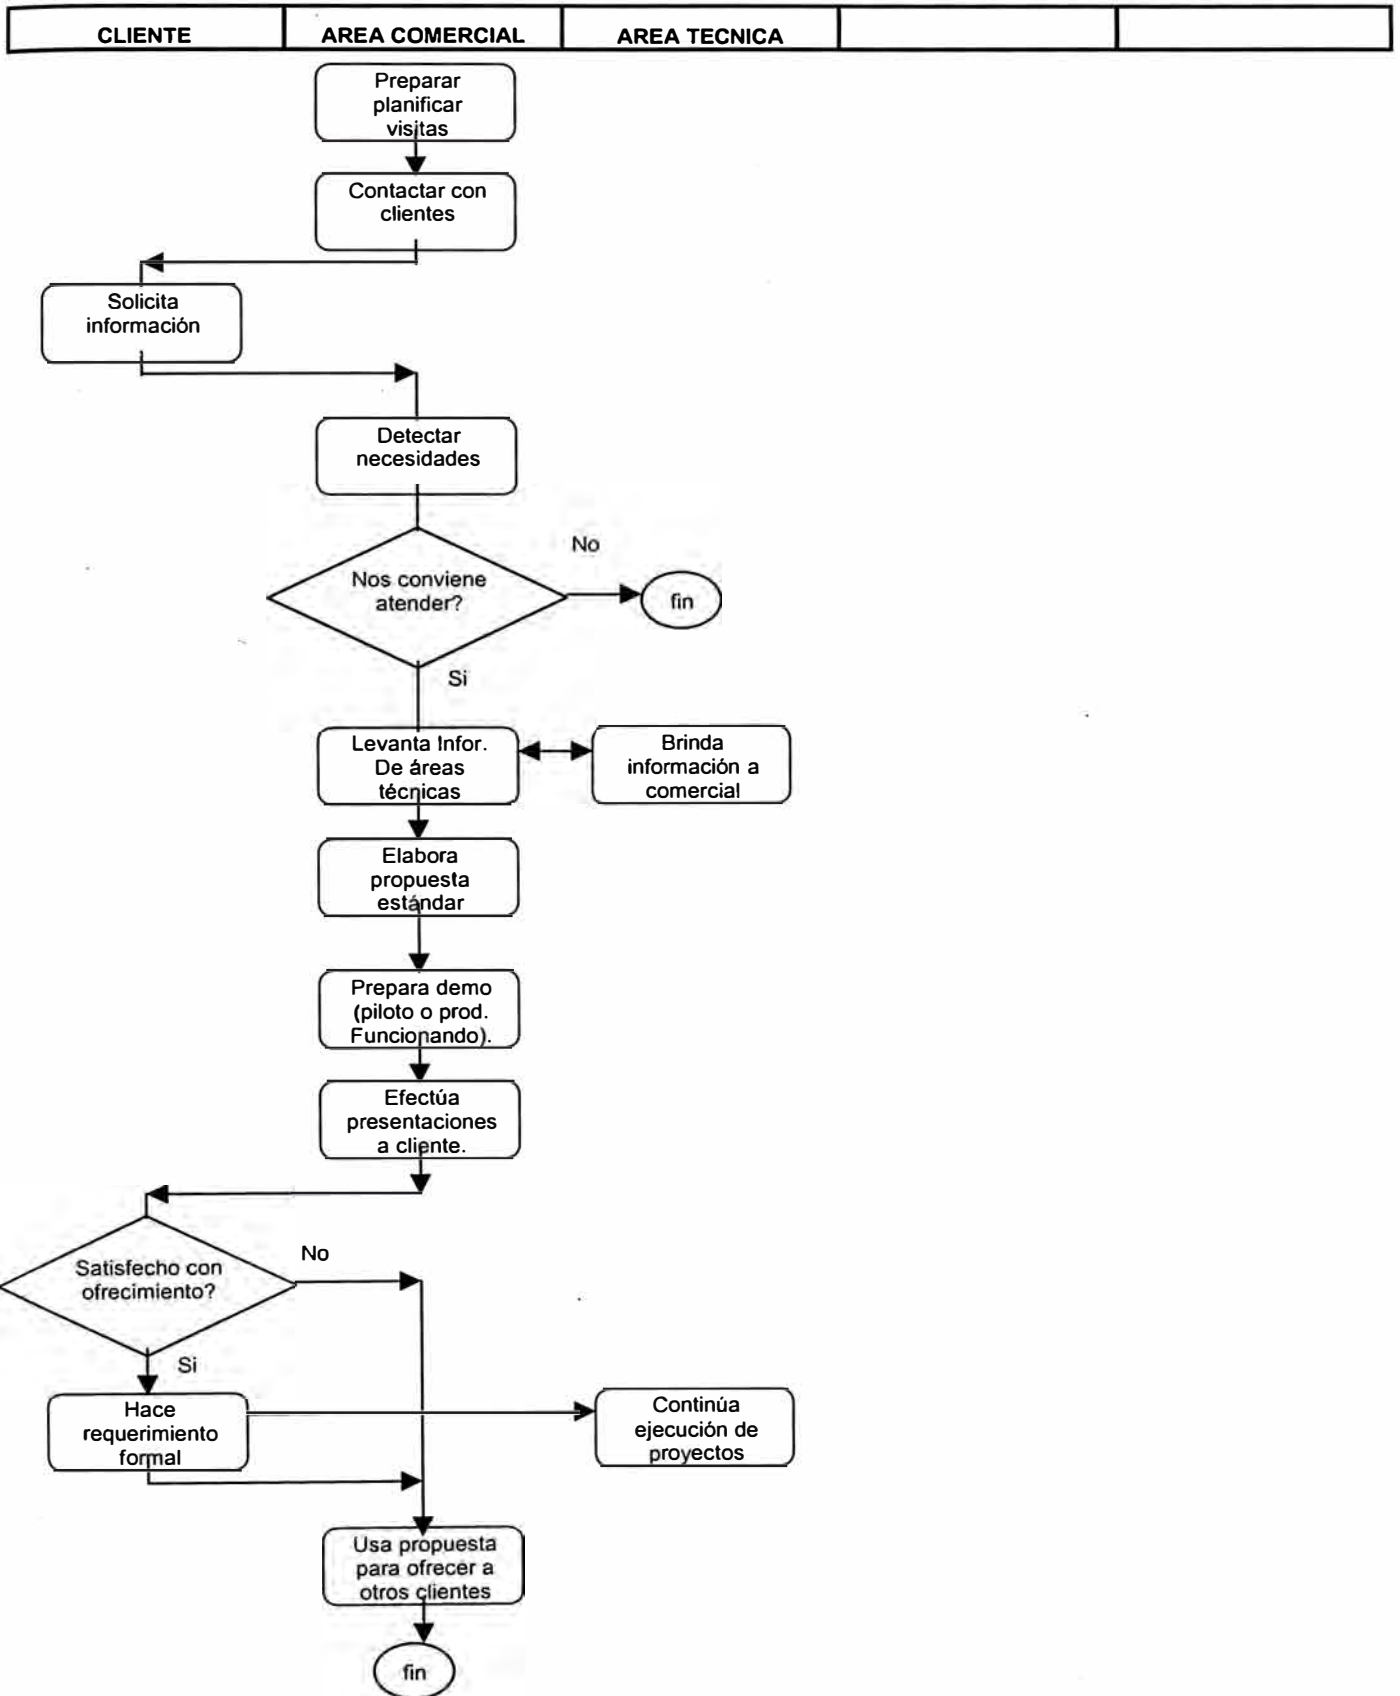 CLIENTE
AREA COMERCIAL
AREA TECNICA
Preparar
planificar
visitas
Contactar con
clientes
Solicita
información
Detectar
necesidades
Nos conviene
atender?
No
fin
Si
Levanta Infor.
De áreas
técnicas
Brinda
información a
comercial
Elabora
propuesta
estándar
Prepara demo
(piloto o prod.
Funcionando).
Efectúa
presentaciones
a cliente.
Satisfecho con
ofrecimiento?
No
Si
Hace
requerimiento
formal
Continúa
ejecución de
proyectos
Usa propuesta
para ofrecer a
otros clientes
fin